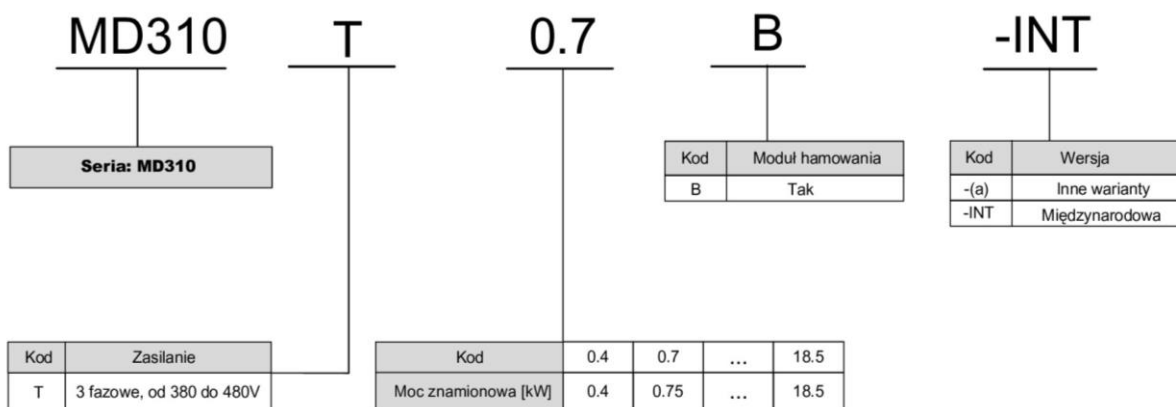 MD310 T 0.7 B -INT
Seria: MD310
Kod Moduł hamowania
B Tak
Kod Wersja
-(a) Inne warianty
-INT Międzynarodowa
Kod Zasilanie
T 3 fazowe, od 380 do 480V
Kod 0.4 0.7 ... 18.5
Moc znamionowa [kW] 0.4 0.75 ... 18.5